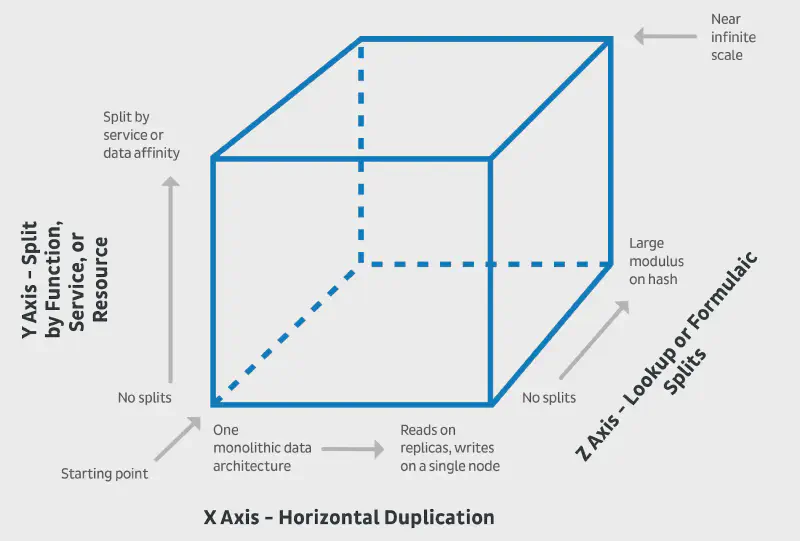 Near
infinite
scale
Split by
service or
data affinity
Y Axis – Split
by Function,
Service, or
Resource
Large
modulus
on hash
Z Axis – Lookup or Formulaic
Splits
No splits
No splits
Starting point
One
monolithic data
architecture
Reads on
replicas, writes
on a single node
X Axis – Horizontal Duplication